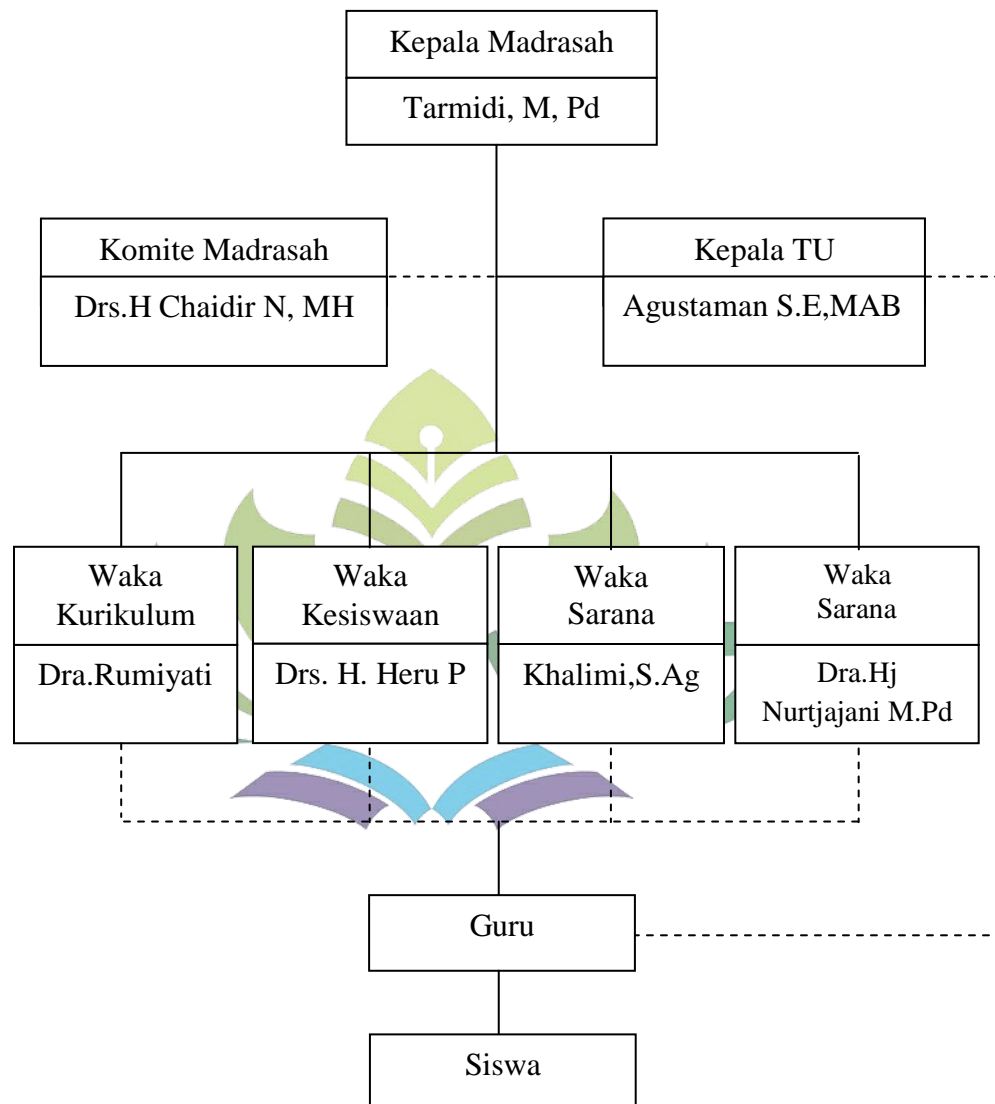 Kepala Madrasah
Tarmidi, M, Pd
Komite Madrasah
Drs.H Chaidir N, MH
Kepala TU
Agustaman S.E,MAB
Waka
Kurikulum
Dra.Rumiyati
Waka
Kesiswaan
Drs. H. Heru P
Waka
Sarana
Khalimi,S.Ag
Waka
Sarana
Dra.Hj
Nurtjajani M.Pd
Guru
Siswa